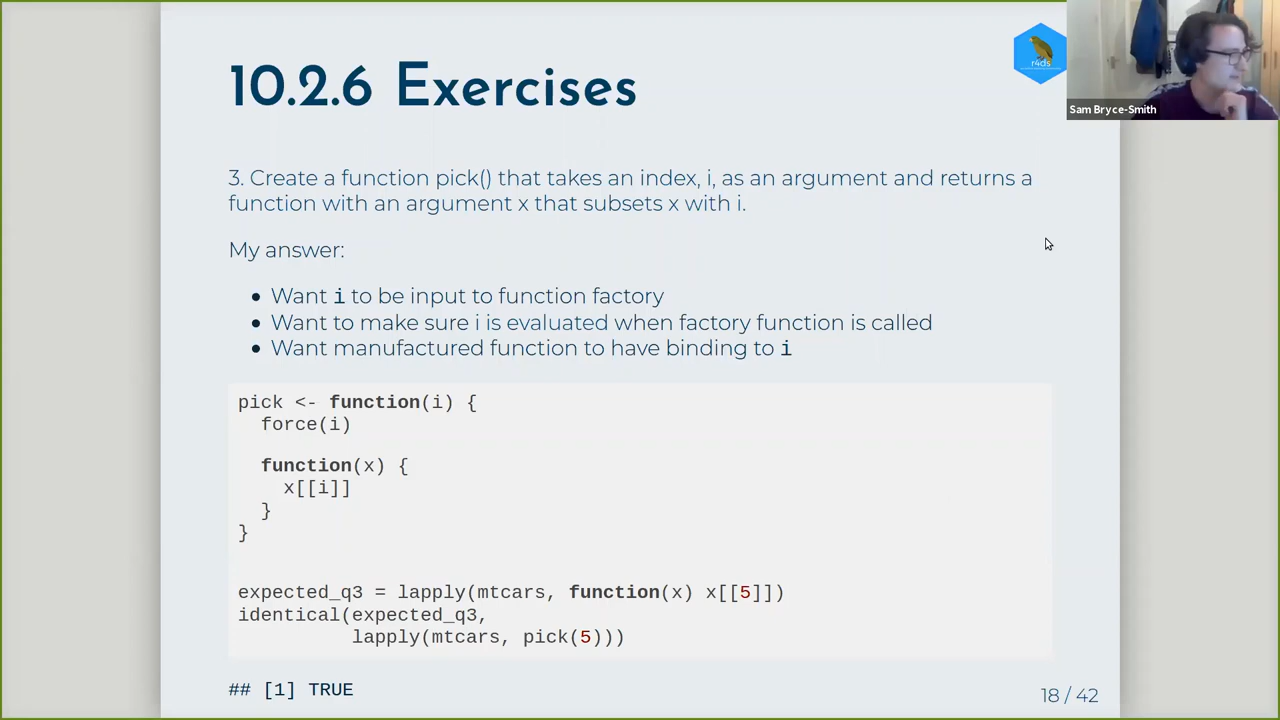 10.2.6 Exercises
r4ds
Sam Bryce-Smith
3. Create a function pick() that takes an index, i, as an argument and returns a
function with an argument x that subsets x with i.
My answer:
• Want i to be input to function factory
• Want to make sure i is evaluated when factory function is called
• Want manufactured function to have binding to i
pick <- function(i) {
  force(i)
  function(x) {
    x[[i]]
  }
}
expected_q3 = lapply(mtcars, function(x) x[[5]])
identical(expected_q3,
          lapply(mtcars, pick(5)))
## [1] TRUE
18 / 42